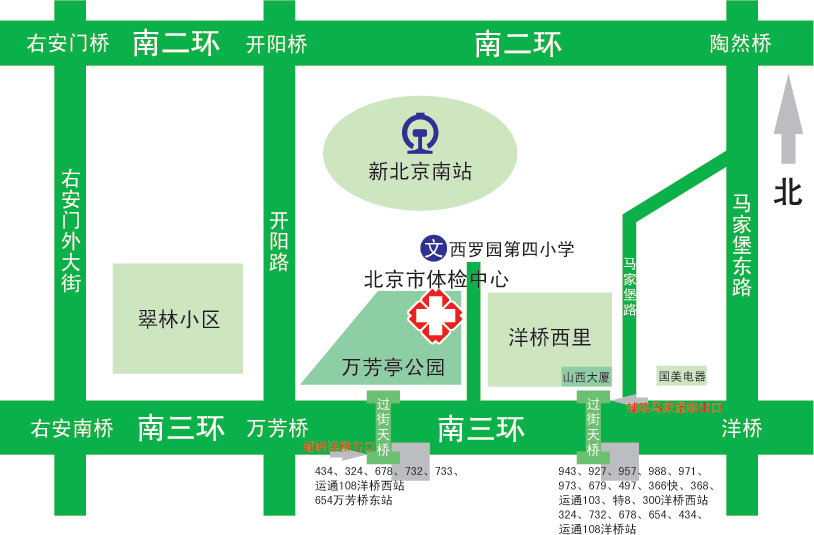 右安门桥
南二环
开阳桥
南二环
陶然桥
新北京南站
北
右安门外大街
开阳路
马家堡东路
文
西罗园第四小学
马家堡路
北京市体检中心
翠林小区
洋桥西里
万芳亭公园
山西大厦
国美电器
过街天桥
过街天桥
右安南桥
南三环
万芳桥
南三环
洋桥
434、324、678、732、733、
运通108洋桥西站
654万芳桥东站
943、927、957、988、971、
973、679、497、366快、368、
运通103、特8、300洋桥西站
324、732、678、654、434、
运通108洋桥站